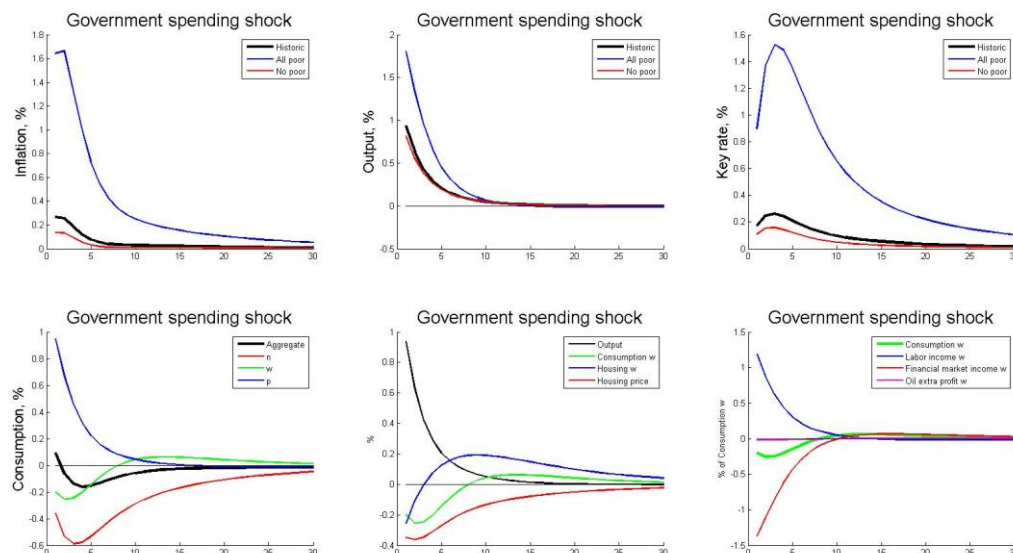 Government spending shock
Inflation, %
1.8
1.6
1.4
1.2
1
0.8
0.6
0.4
0.2
0
0 5 10 15 20 25 30
Historic
All poor
No poor
Government spending shock
Output, %
2
1.5
1
0.5
0
-0.5
0 5 10 15 20 25 30
Historic
All poor
No poor
Government spending shock
Key rate, %
1.6
1.4
1.2
1
0.8
0.6
0.4
0.2
0
0 5 10 15 20 25 30
Historic
All poor
No poor
Government spending shock
Consumption, %
1
0.8
0.6
0.4
0.2
0
-0.2
-0.4
-0.6
0 5 10 15 20 25 30
Aggregate
n
w
p
Government spending shock
%
1
0.8
0.6
0.4
0.2
0
-0.2
-0.4
0 5 10 15 20 25 30
Output
Consumption w
Housing w
Housing price
Government spending shock
% of Consumption w
1.5
1
0.5
0
-0.5
-1
-1.5
0 5 10 15 20 25 30
Consumption w
Labor income w
Financial market income w
Oil extra profit w